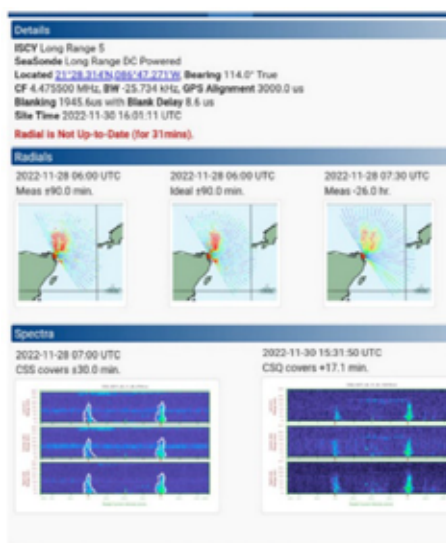 Details
ISCY Long Range 5
SeaSonde Long Range DC Powered
Located 21°28.314'N,086°47.271'W, Bearing 114.0° True
CF 4.475500 MHz, BW -25.734 kHz, GPS Alignment 3000.0 us
Blanking 1945.6us with Blank Delay 8.6 us
Site Time 2022-11-30 16:01:11 UTC
Radial is Not Up-to-Date (for 31mins).
Radials
2022-11-28 06:00 UTC 2022-11-28 06:00 UTC 2022-11-28 07:30 UTC
Meas ±90.0 min. Ideal ±90.0 min. Meas -26.0 hr.
Spectra
2022-11-28 07:00 UTC 2022-11-30 15:31:50 UTC
CSS covers ±30.0 min. CSQ covers +17.1 min.